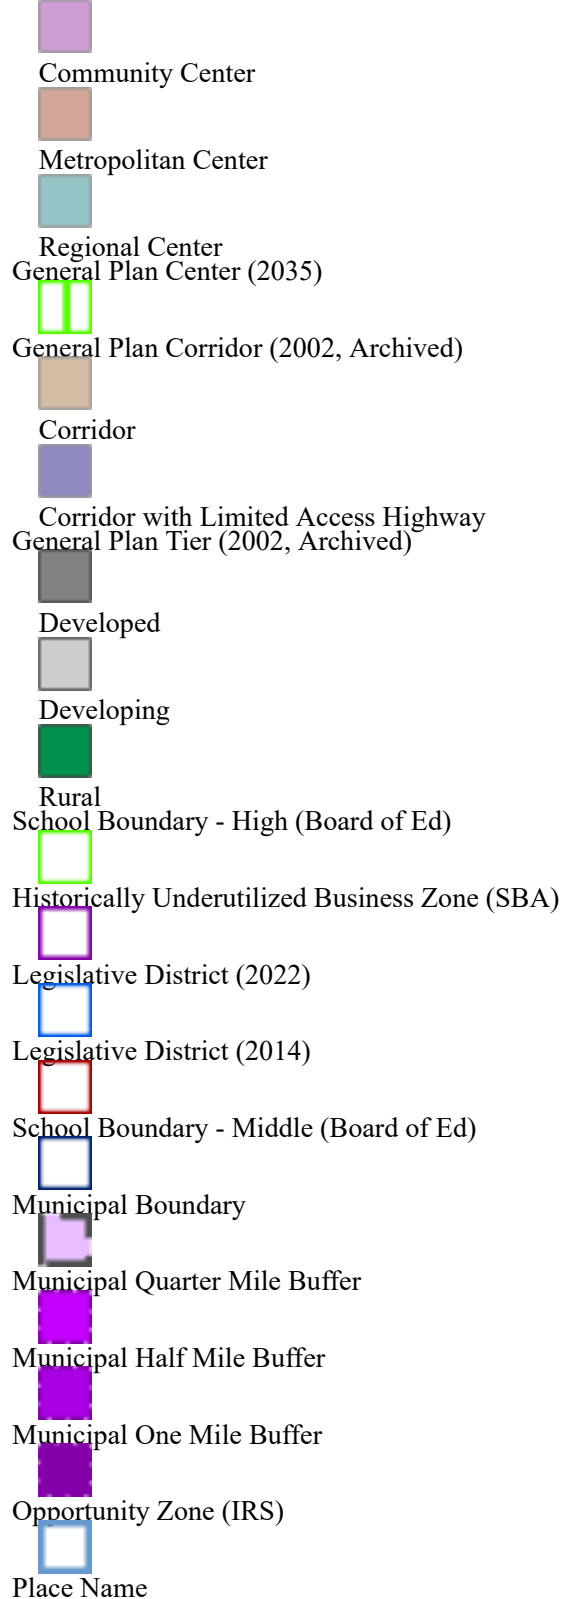 Community Center
Metropolitan Center
Regional Center
General Plan Center (2035)
General Plan Corridor (2002, Archived)
Corridor
Corridor with Limited Access Highway
General Plan Tier (2002, Archived)
Developed
Developing
Rural
School Boundary - High (Board of Ed)
Historically Underutilized Business Zone (SBA)
Legislative District (2022)
Legislative District (2014)
School Boundary - Middle (Board of Ed)
Municipal Boundary
Municipal Quarter Mile Buffer
Municipal Half Mile Buffer
Municipal One Mile Buffer
Opportunity Zone (IRS)
Place Name